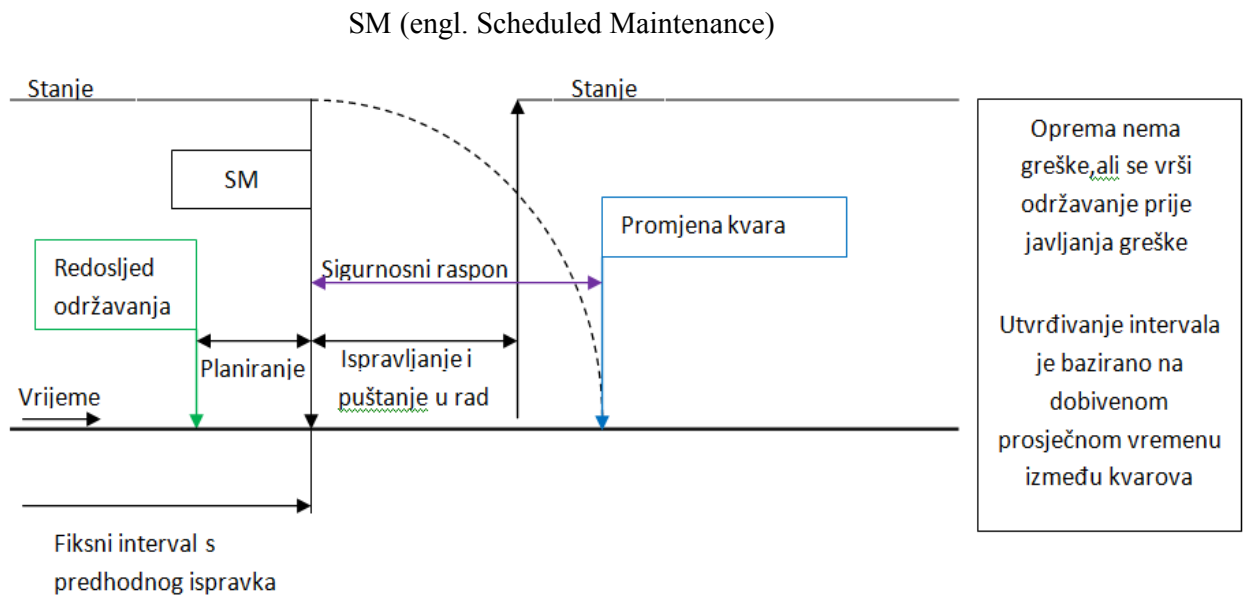 SM (engl. Scheduled Maintenance)
Stanje
Stanje
SM
Redosljed
održavanja
Planiranje
Sigurnosni raspon
Ispravljanje i
puštanje u rad
Promjena kvara
Vrijeme
Fiksni interval s
predhodnog ispravka
Oprema nema
greške,ali se vrši
održavanje prije
javljanja greške
Utvrđivanje intervala
je bazirano na
dobivenom
prosječnom vremenu
između kvarova